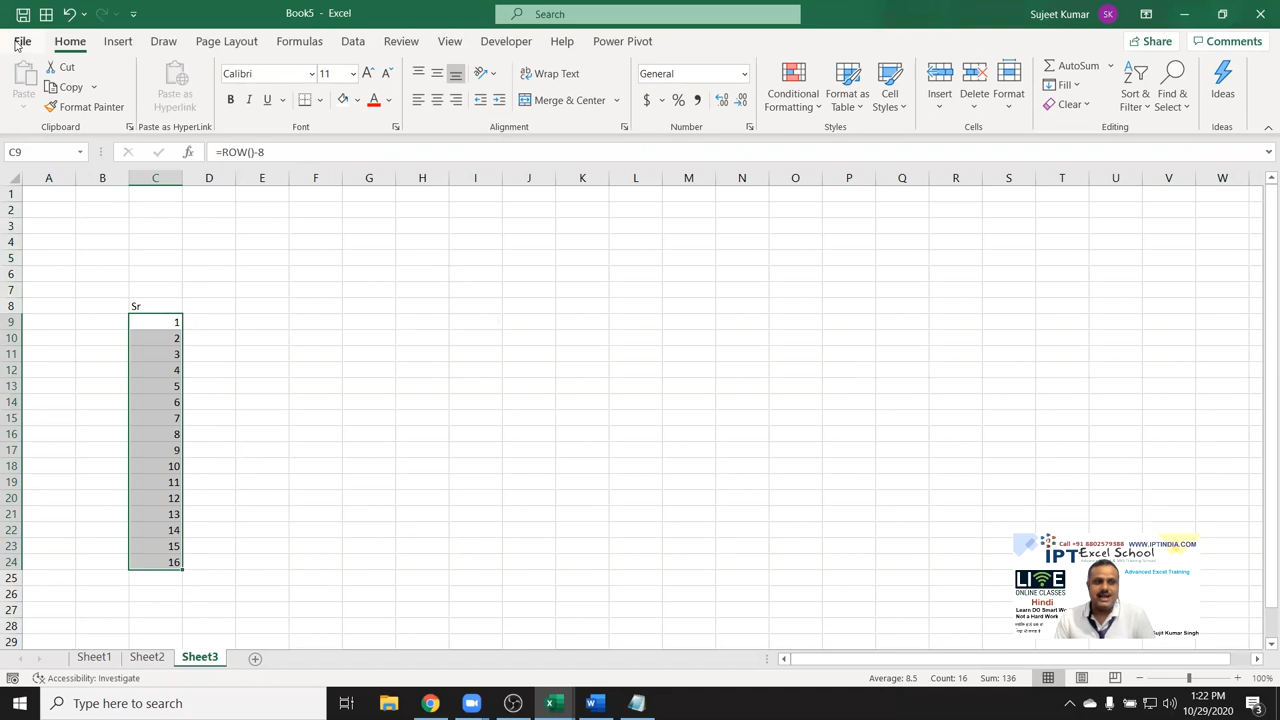 Book5 - Excel
Search
Sujeet Kumar
SK
File
Home
Insert
Draw
Page Layout
Formulas
Data
Review
View
Developer
Help
Power Pivot
Share
Comments
Paste
Cut
Copy
Format Painter
Clipboard
Paste as
Hyperlink
Paste as HyperLink
Calibri
11
B I U
Font
Wrap Text
Merge & Center
Alignment
General
$ % ,
Number
Conditional
Formatting
Format as
Table
Cell
Styles
Styles
Insert
Delete
Format
Cells
AutoSum
Fill
Clear
Sort &
Filter
Find &
Select
Editing
Ideas
Ideas
C9
fx
=ROW()-8
A B C D E F G H I J K L M N O P Q R S T U V W
1
2
3
4
5
6
7
8 Sr
9 1
10 2
11 3
12 4
13 5
14 6
15 7
16 8
17 9
18 10
19 11
20 12
21 13
22 14
23 15
24 16
25
26
27
28
29
Call +91 8802579388 WWW.IPTINDIA.COM
IPT Excel School
LIVE
ONLINE CLASSES
Hindi
Learn DO Smart W
Not a Hard Work
Advanced Excel Training
Sujit Kumar Singh
Sheet1
Sheet2
Sheet3
Accessibility: Investigate
Average: 8.5
Count: 16
Sum: 136
100%
Type here to search
1:22 PM
10/29/2020